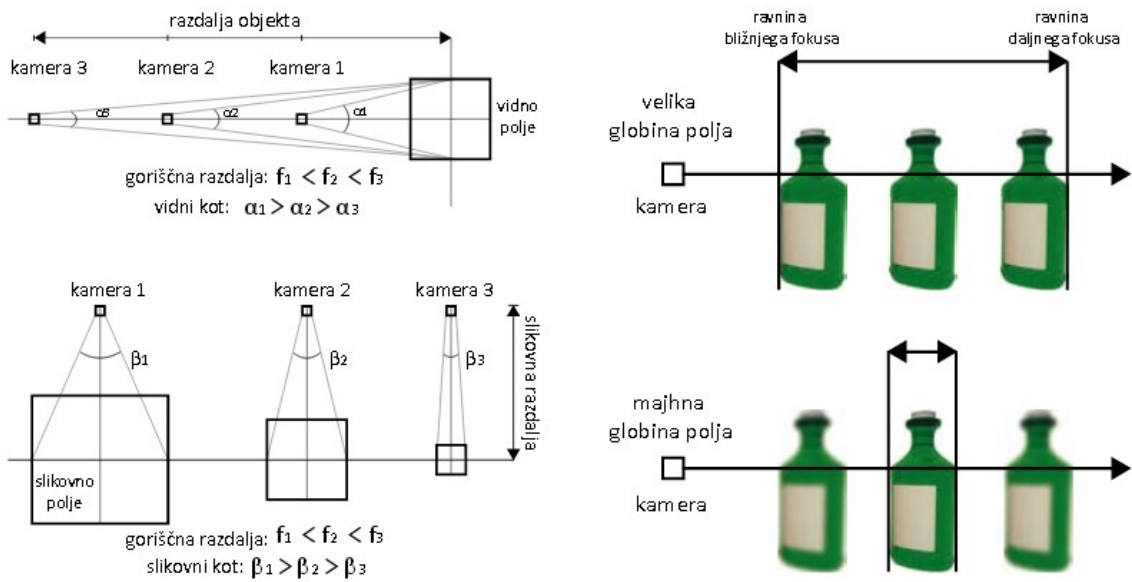 razdalja objekta
kamera 3
kamera 2
kamera 1
α3
α2
α1
vidno
polje
goriščna razdalja: f1 < f2 < f3
vidni kot: α1 > α2 > α3
kamera 1
kamera 2
kamera 3
β1
β2
β3
slikovna razdalja
slikovno
polje
goriščna razdalja: f1 < f2 < f3
slikovni kot: β1 > β2 > β3
ravnina
bližnjega fokusa
ravnina
daljnega fokusa
velika
globina polja
kamera
majhna
globina polja
kamera